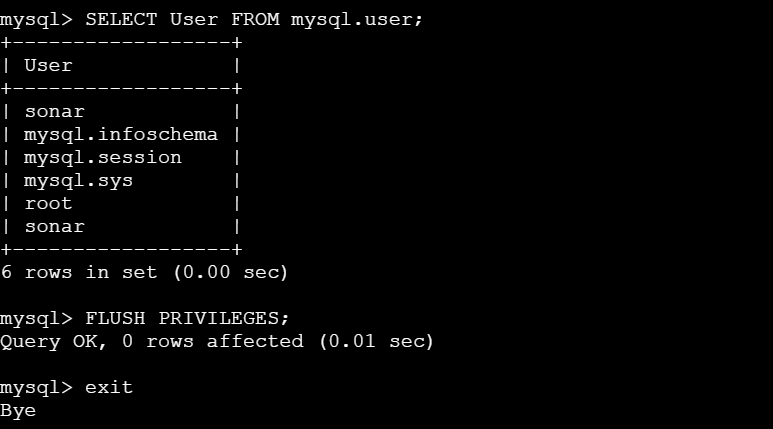 mysql> SELECT User FROM mysql.user;
+------------------+
| User             |
+------------------+
| sonar            |
| mysql.infoschema |
| mysql.session    |
| mysql.sys        |
| root             |
| sonar            |
+------------------+
6 rows in set (0.00 sec)
mysql> FLUSH PRIVILEGES;
Query OK, 0 rows affected (0.01 sec)
mysql> exit
Bye